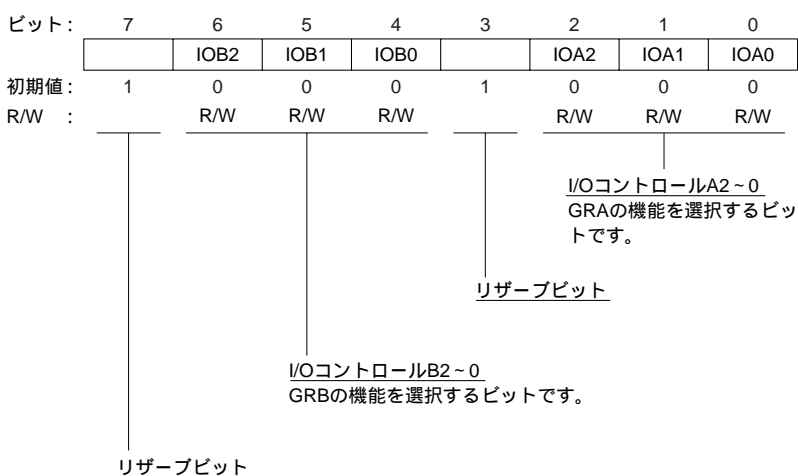 ビット： 7 6 5 4 3 2 1 0
IOB2 IOB1 IOB0 IOA2 IOA1 IOA0
初期値： 1 0 0 0 1 0 0 0
R/W ： R/W R/W R/W R/W R/W R/W
I/OコントロールA2～0
GRAの機能を選択するビッ
トです。
リザーブビット
I/OコントロールB2～0
GRBの機能を選択するビットです。
リザーブビット